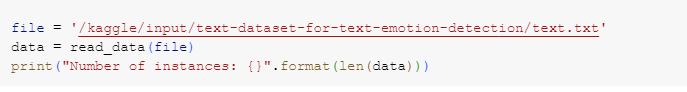 file = '/kaggle/input/text-dataset-for-text-emotion-detection/text.txt'
data = read_data(file)
print("Number of instances: {}".format(len(data)))